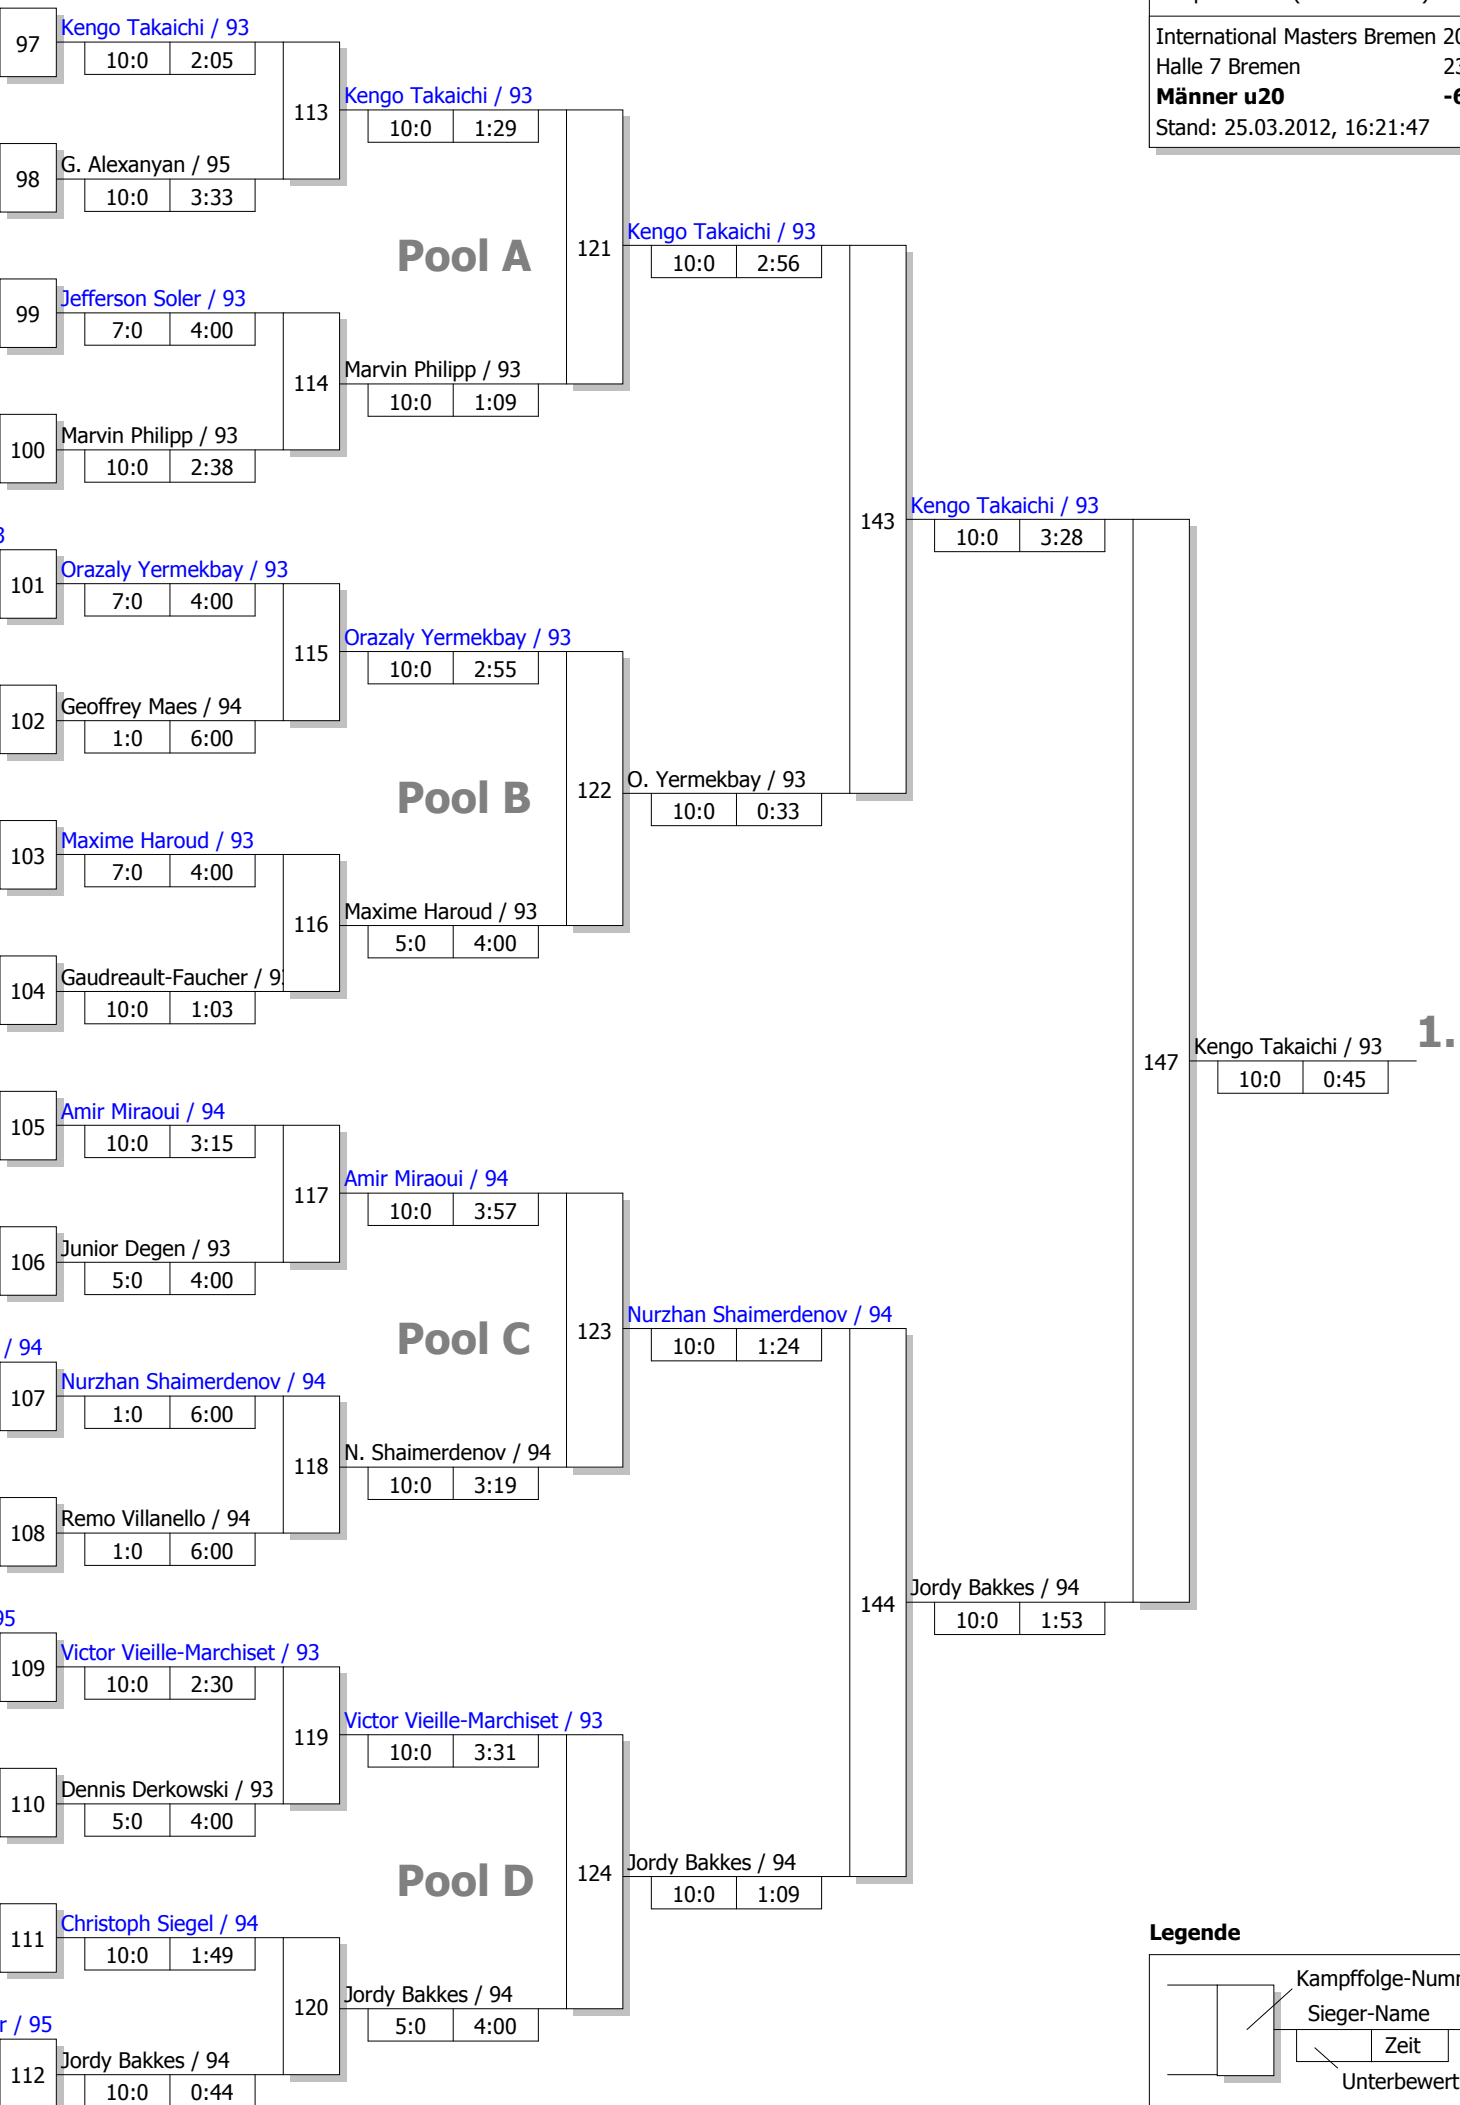 International Masters Bremen 20
Halle 7 Bremen 23
Männer u20 -6
Stand: 25.03.2012, 16:21:47
97
Kengo Takaichi / 93
10:0 2:05
113
Kengo Takaichi / 93
10:0 1:29
98
G. Alexanyan / 95
10:0 3:33
Pool A
121
Kengo Takaichi / 93
10:0 2:56
99
Jefferson Soler / 93
7:0 4:00
114
Marvin Philipp / 93
10:0 1:09
100
Marvin Philipp / 93
10:0 2:38
143
Kengo Takaichi / 93
10:0 3:28
3
101
Orazaly Yermekbay / 93
7:0 4:00
115
Orazaly Yermekbay / 93
10:0 2:55
102
Geoffrey Maes / 94
1:0 6:00
Pool B
122
O. Yermekbay / 93
10:0 0:33
103
Maxime Haroud / 93
7:0 4:00
116
Maxime Haroud / 93
5:0 4:00
104
Gaudreault-Faucher / 93
10:0 1:03
147
Kengo Takaichi / 93
1.
10:0 0:45
105
Amir Miraoui / 94
10:0 3:15
117
Amir Miraoui / 94
10:0 3:57
106
Junior Degen / 93
5:0 4:00
Pool C
123
Nurzhan Shaimerdenov / 94
10:0 1:24
/ 94
107
Nurzhan Shaimerdenov / 94
1:0 6:00
118
N. Shaimerdenov / 94
10:0 3:19
108
Remo Villanello / 94
1:0 6:00
144
Jordy Bakkes / 94
10:0 1:53
95
109
Victor Vieille-Marchiset / 93
10:0 2:30
119
Victor Vieille-Marchiset / 93
10:0 3:31
110
Dennis Derkowski / 93
5:0 4:00
Pool D
124
Jordy Bakkes / 94
10:0 1:09
111
Christoph Siegel / 94
10:0 1:49
120
Jordy Bakkes / 94
5:0 4:00
r / 95
112
Jordy Bakkes / 94
10:0 0:44
Legende
Kampffolge-Numm
Sieger-Name
Zeit
Unterbewert